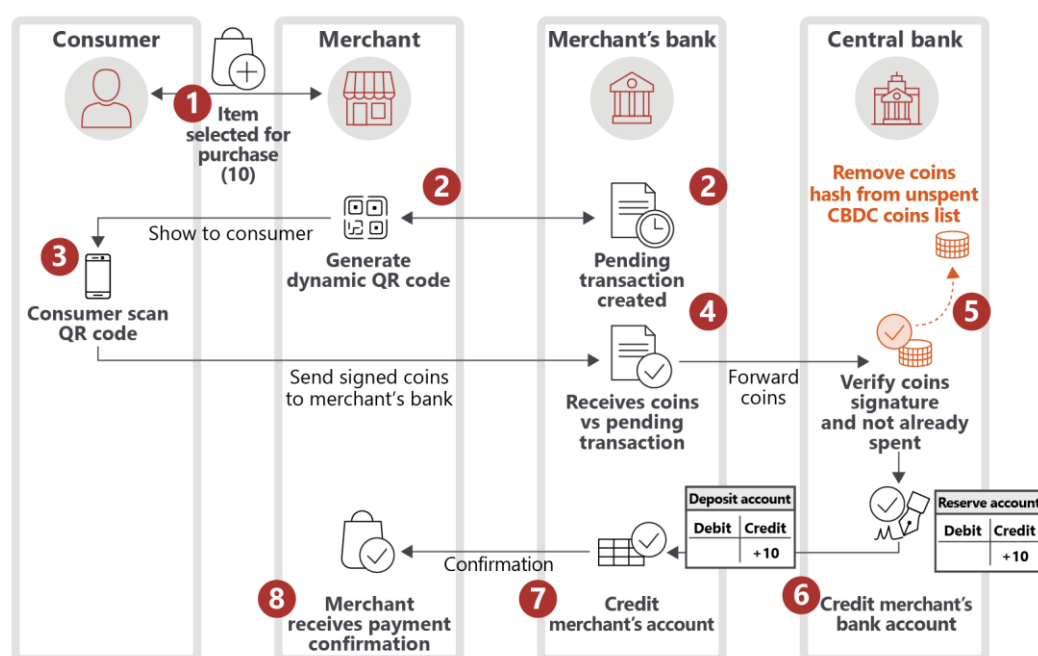 Consumer
Merchant
Merchant's bank
Central bank
1
Item
selected for
purchase
(10)
2
2
Remove coins
hash from unspent
CBDC coins list
Show to consumer
3
Generate
dynamic QR code
Pending
transaction
created
Consumer scan
QR code
4
5
Send signed coins
to merchant's bank
Forward
coins
Receives coins
vs pending
transaction
Verify coins
signature
and not already
spent
Deposit account
Debit
Credit
+10
Reserve account
Debit
Credit
+10
Confirmation
8
Merchant
receives payment
confirmation
7
Credit
merchant's account
6
Credit merchant's
bank account